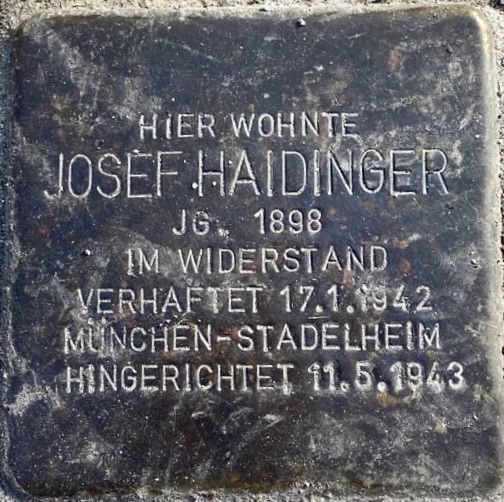 HIER WOHNTE
JOSEF HAIDINGER
JG. 1898
IM WIDERSTAND
VERHAFTET 17.1.1942
MÜNCHEN-STADELHEIM
HINGERICHTET 11.5.1943